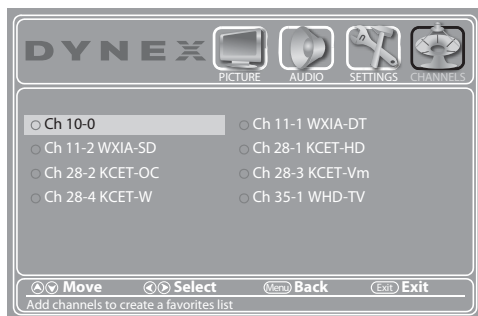 DYNEX
PICTURE AUDIO SETTINGS CHANNELS
Ch 10-0 Ch 11-1 WXIA-DT
Ch 11-2 WXIA-SD Ch 28-1 KCET-HD
Ch 28-2 KCET-OC Ch 28-3 KCET-Vm
Ch 28-4 KCET-W Ch 35-1 WHD-TV
Move Select Menu Back Exit Exit
Add channels to create a favorites list